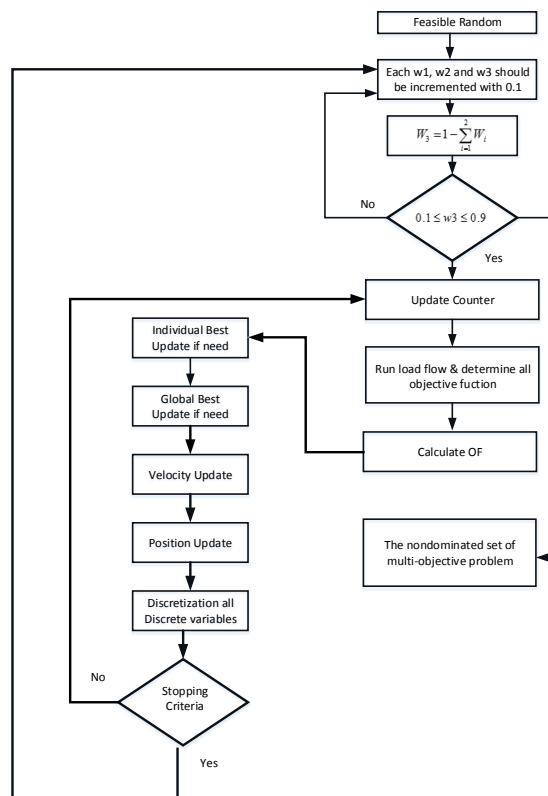 Feasible Random
Each w1, w2 and w3 should
be incremented with 0.1
W₃ = 1 − ∑_{i=1}^{2} W_i
No
0.1 ≤ w3 ≤ 0.9
Yes
Update Counter
Run load flow & determine all
objective fuction
Calculate OF
Individual Best
Update if need
Global Best
Update if need
Velocity Update
Position Update
Discretization all
Discrete variables
No
Stopping
Criteria
Yes
The nondominated set of
multi-objective problem